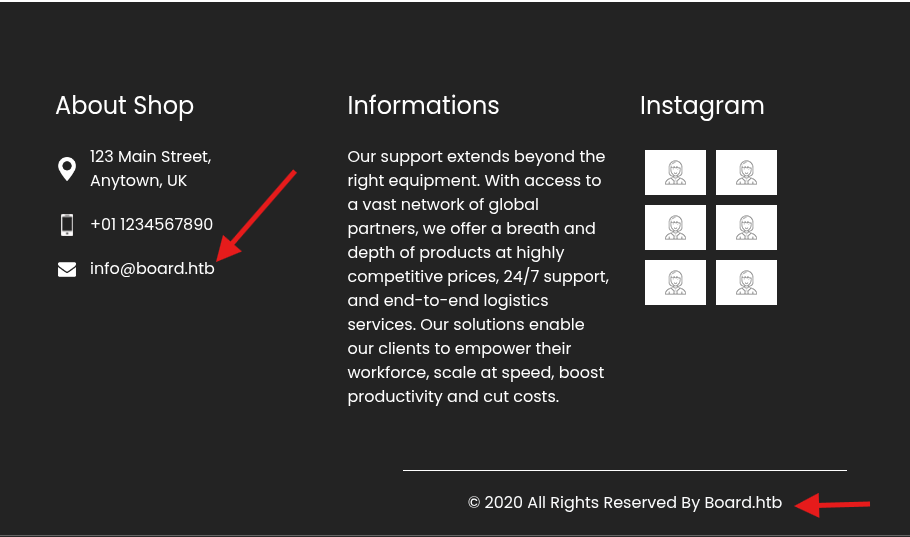 About Shop
123 Main Street,
Anytown, UK
+01 1234567890
info@board.htb
Informations
Our support extends beyond the
right equipment. With access to
a vast network of global
partners, we offer a breath and
depth of products at highly
competitive prices, 24/7 support,
and end-to-end logistics
services. Our solutions enable
our clients to empower their
workforce, scale at speed, boost
productivity and cut costs.
Instagram
© 2020 All Rights Reserved By Board.htb